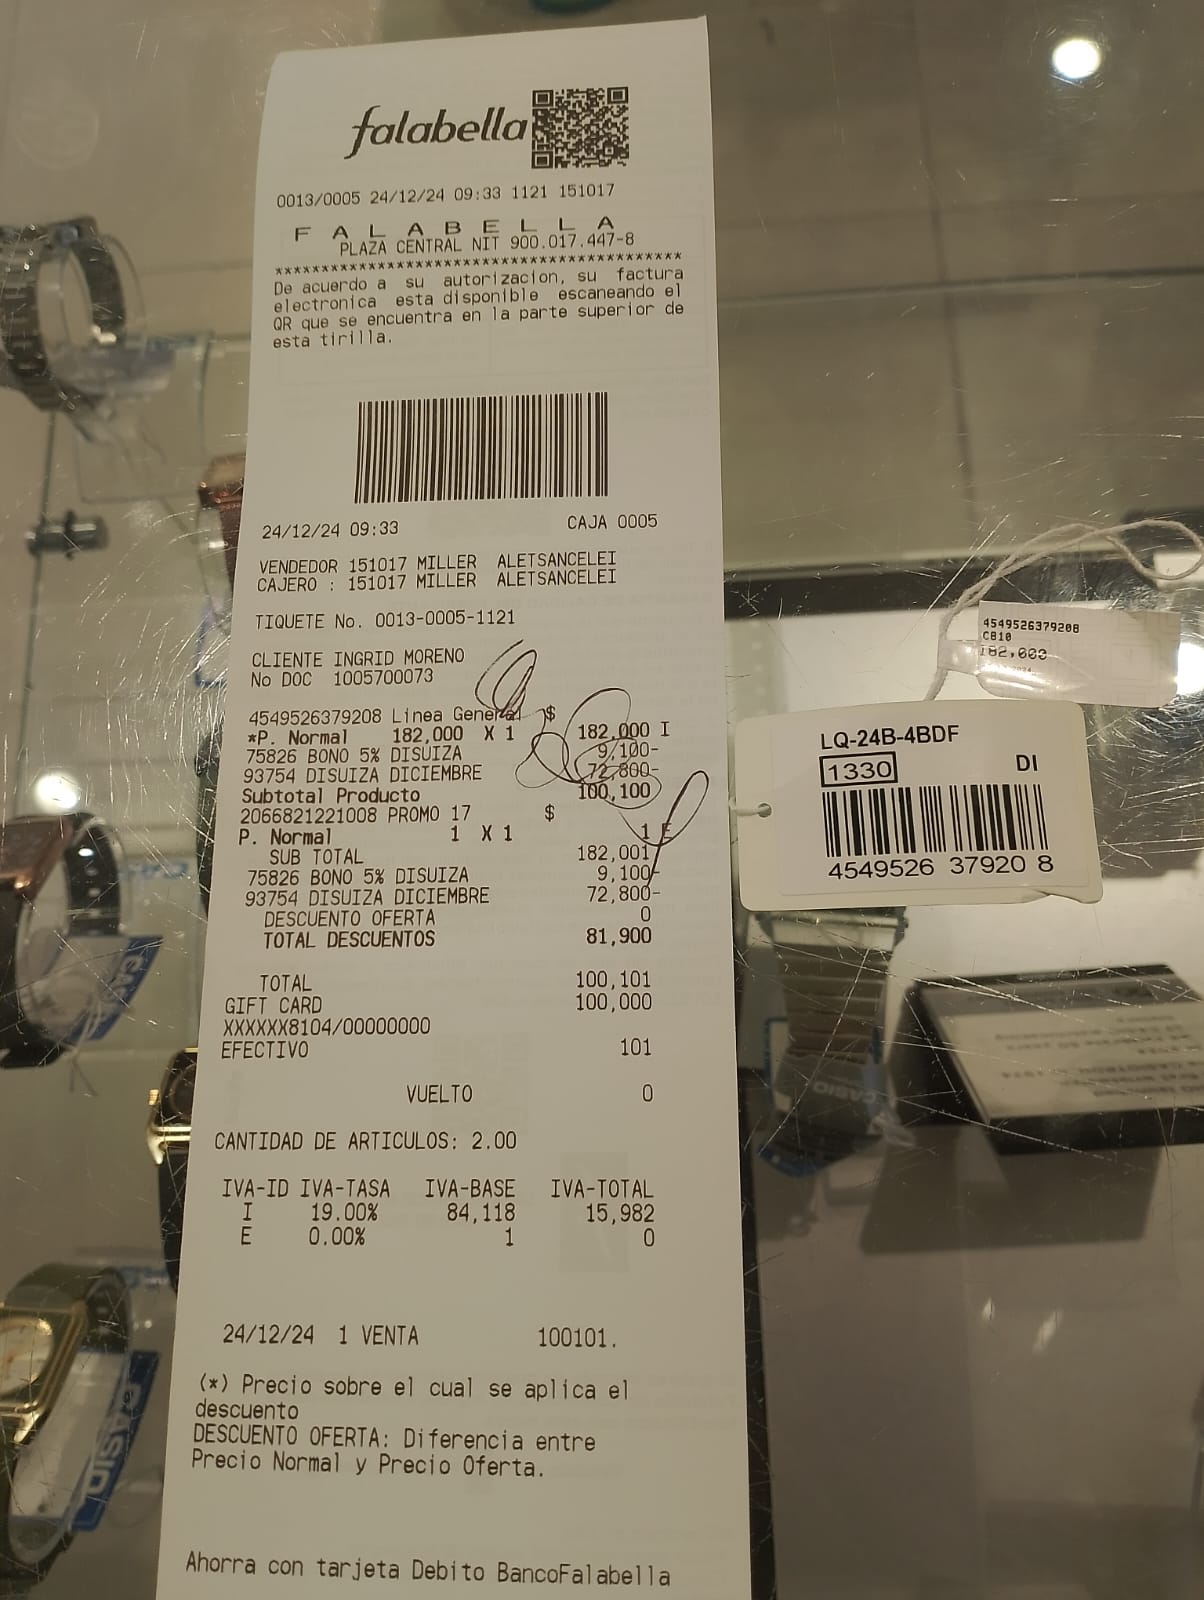 falabella
0013/0005 24/12/24 09:33 1121 151017
F A L A B E L L A
PLAZA CENTRAL NIT 900.017.447-8
********************************************
De acuerdo a su autorizacion, su factura
electronica esta disponible escaneando el
QR que se encuentra en la parte superior de
esta tirilla.
24/12/24 09:33 CAJA 0005
VENDEDOR 151017 MILLER ALETSANCELEI
CAJERO : 151017 MILLER ALETSANCELEI
TIQUETE No. 0013-0005-1121
CLIENTE INGRID MORENO
No DOC 1005700073
4549526379208 Linea General $
*P. Normal 182,000 X 1 182,000 I
75826 BONO 5% DISUIZA 9,100-
93754 DISUIZA DICIEMBRE 72,800-
Subtotal Producto 100,100
2066821221008 PROMO 17 $
P. Normal 1 X 1 1 E
SUB TOTAL 182,001
75826 BONO 5% DISUIZA 9,100-
93754 DISUIZA DICIEMBRE 72,800-
DESCUENTO OFERTA 0
TOTAL DESCUENTOS 81,900
TOTAL 100,101
GIFT CARD 100,000
XXXXXX8104/00000000
EFECTIVO 101
VUELTO 0
CANTIDAD DE ARTICULOS: 2.00
IVA-ID IVA-TASA IVA-BASE IVA-TOTAL
I 19.00% 84,118 15,982
E 0.00% 1 0
24/12/24 1 VENTA 100101.
(*) Precio sobre el cual se aplica el
descuento
DESCUENTO OFERTA: Diferencia entre
Precio Normal y Precio Oferta.
Ahorra con tarjeta Debito BancoFalabella
4549526379208
C810
182,000
LQ-24B-4BDF
1330 DI
4549526 37920 8
CASIO
CASIO
CASIO